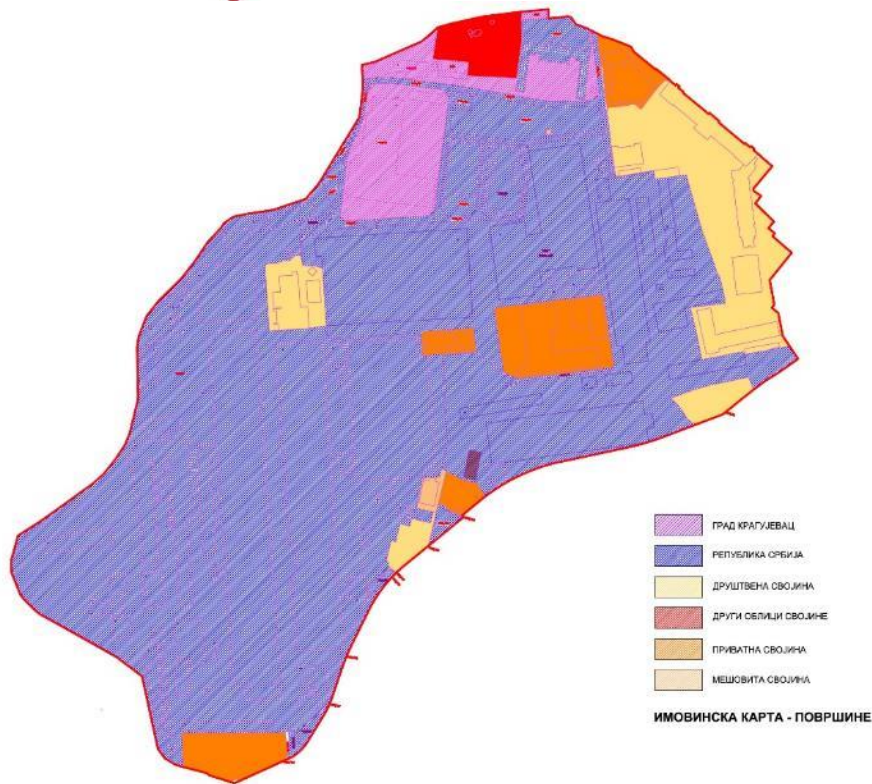 ГРАД КРАГУЈЕВАЦ
РЕПУБЛИКА СРБИЈА
ДРУШТВЕНА СВОЈИНА
ДРУГИ ОБЛИЦИ СВОЈИНЕ
ПРИВАТНА СВОЈИНА
МЕШОВИТА СВОЈИНА
ИМОВИНСКА КАРТА - ПОВРШИНЕ